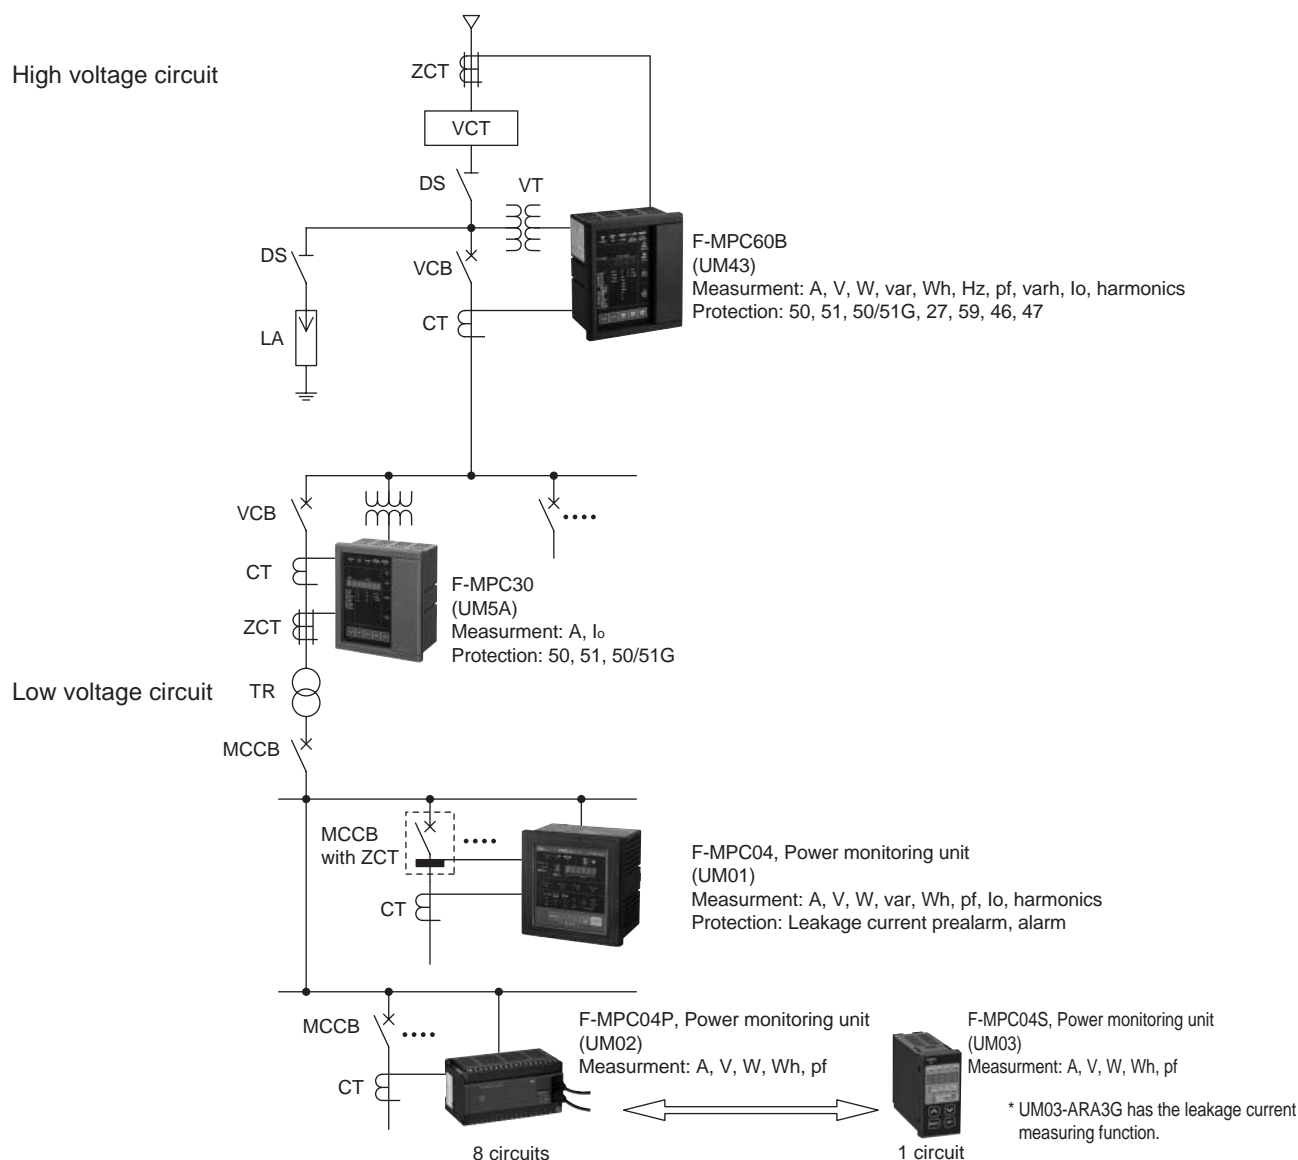 High voltage circuit
ZCT
VCT
DS
VT
DS
VCB
F-MPC60B
(UM43)
Measurment: A, V, W, var, Wh, Hz, pf, varh, Io, harmonics
Protection: 50, 51, 50/51G, 27, 59, 46, 47
CT
LA
VCB
CT
ZCT
F-MPC30
(UM5A)
Measurment: A, Io
Protection: 50, 51, 50/51G
Low voltage circuit
TR
MCCB
MCCB
with ZCT
CT
F-MPC04, Power monitoring unit
(UM01)
Measurment: A, V, W, var, Wh, pf, Io, harmonics
Protection: Leakage current prealarm, alarm
MCCB
CT
F-MPC04P, Power monitoring unit
(UM02)
Measurment: A, V, W, Wh, pf
8 circuits
F-MPC04S, Power monitoring unit
(UM03)
Measurment: A, V, W, Wh, pf
* UM03-ARA3G has the leakage current
measuring function.
1 circuit